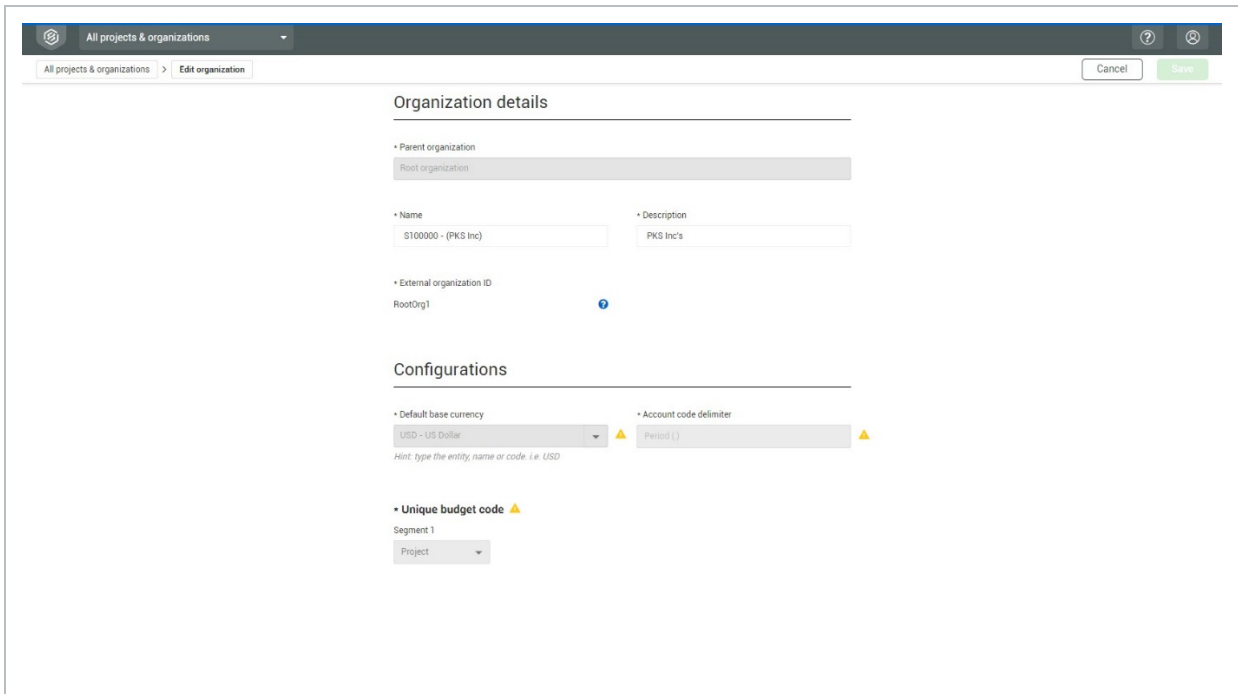 All projects & organizations
All projects & organizations > Edit organization
Cancel
Save
Organization details
* Parent organization
Root organization
* Name
* Description
S100000 - (PKS Inc)
PKS Inc's
* External organization ID
RootOrg1
Configurations
* Default base currency
* Account code delimiter
USD - US Dollar
Period (.)
Hint: type the entity, name or code. i.e. USD
* Unique budget code
Segment 1
Project